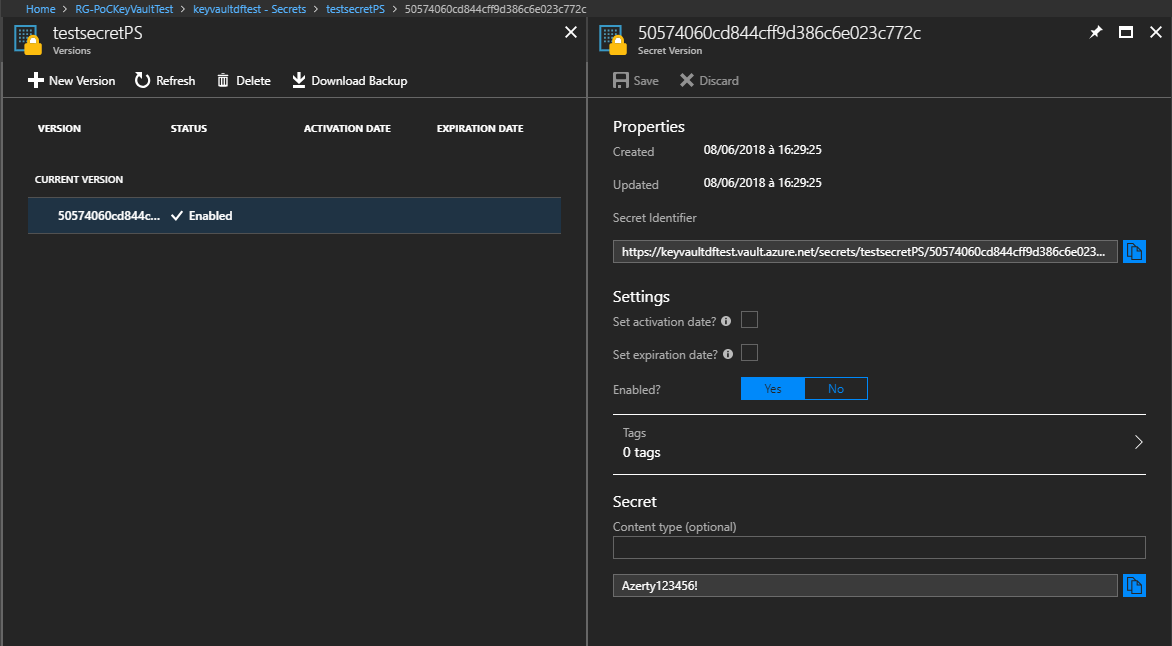 Home > RG-PoCKeyVaultTest > keyvaultdftest - Secrets > testsecretPS > 50574060cd844cff9d386c6e023c772c
testsecretPS
Versions
New Version Refresh Delete Download Backup
VERSION STATUS ACTIVATION DATE EXPIRATION DATE
CURRENT VERSION
50574060cd844c... Enabled
50574060cd844cff9d386c6e023c772c
Secret Version
Save Discard
Properties
Created 08/06/2018 à 16:29:25
Updated 08/06/2018 à 16:29:25
Secret Identifier
https://keyvaultdftest.vault.azure.net/secrets/testsecretPS/50574060cd844cff9d386c6e023...
Settings
Set activation date?
Set expiration date?
Enabled? Yes No
Tags
0 tags
Secret
Content type (optional)
Azerty123456!